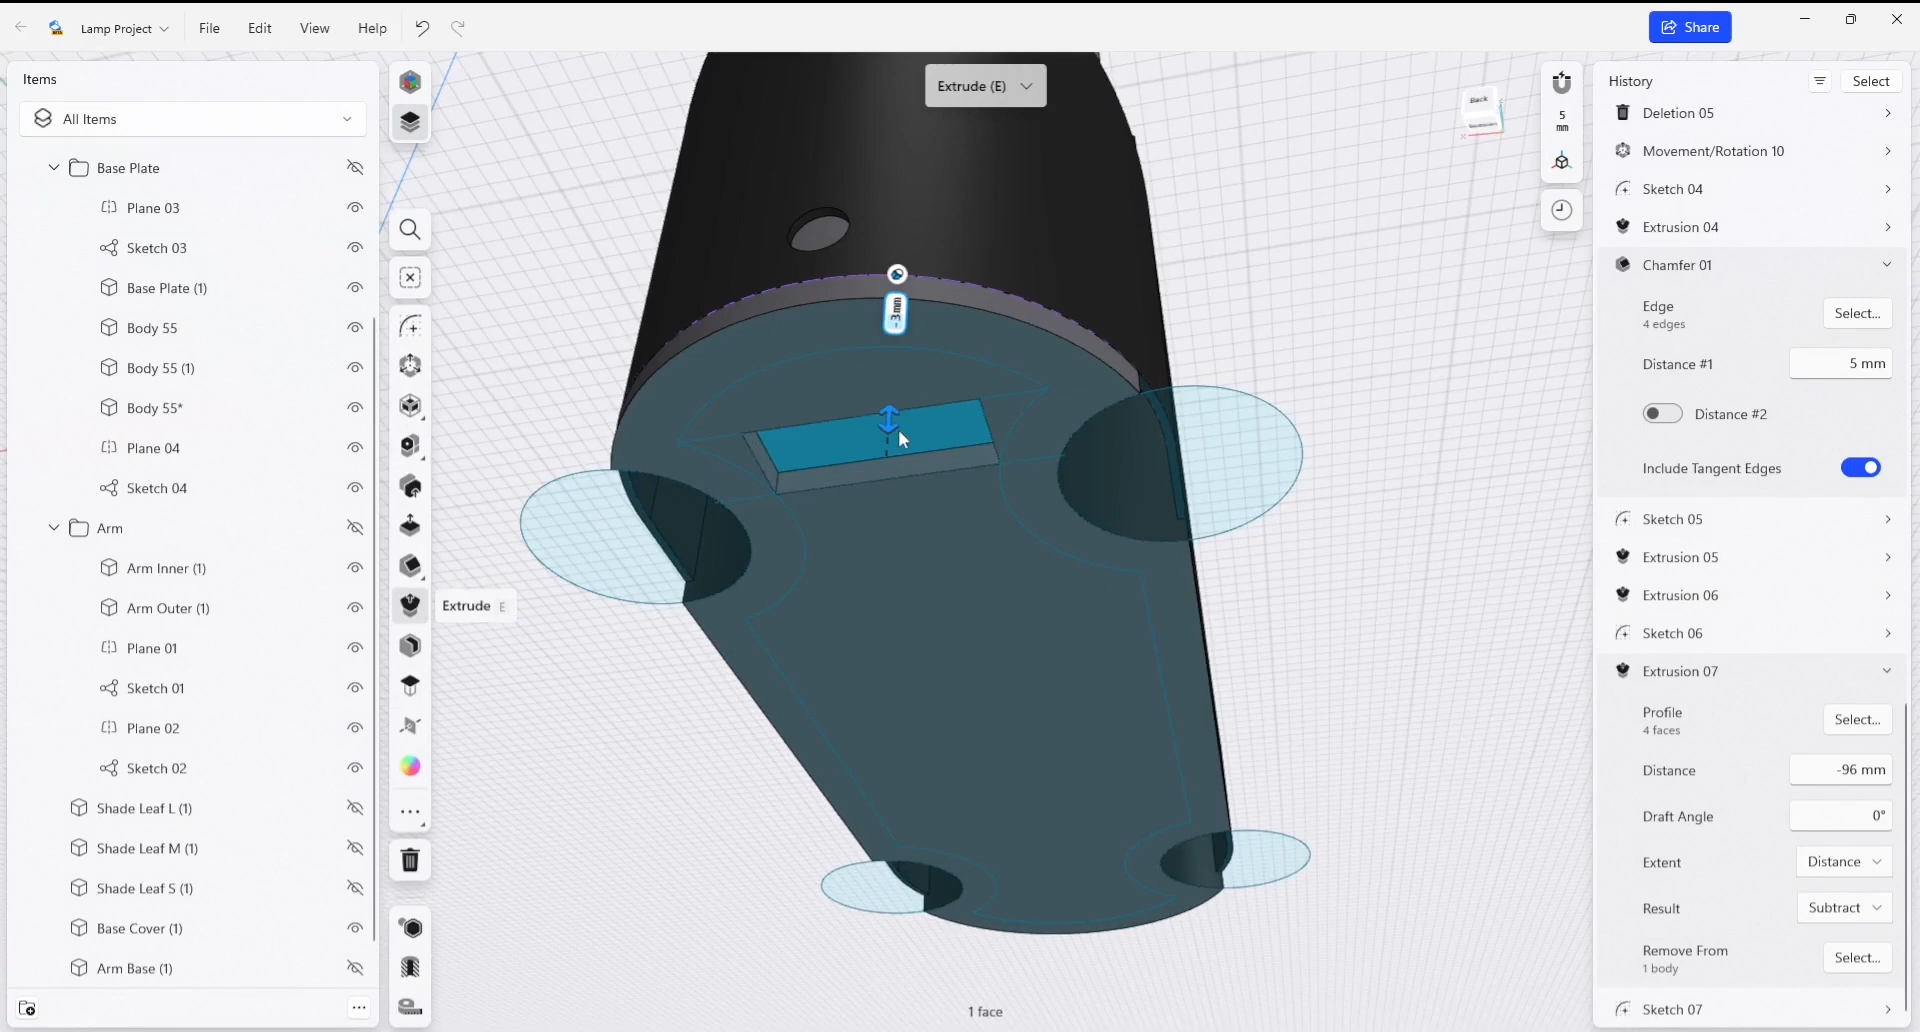 Lamp Project
File
Edit
View
Help
Share
Items
All Items
Base Plate
Plane 03
Sketch 03
Base Plate (1)
Body 55
Body 55 (1)
Body 55*
Plane 04
Sketch 04
Arm
Arm Inner (1)
Arm Outer (1)
Plane 01
Sketch 01
Plane 02
Sketch 02
Shade Leaf L (1)
Shade Leaf M (1)
Shade Leaf S (1)
Base Cover (1)
Arm Base (1)
Extrude E
Extrude (E)
-3 mm
1 face
Back
5
mm
History
Select
Deletion 05
Movement/Rotation 10
Sketch 04
Extrusion 04
Chamfer 01
Edge
4 edges
Select...
Distance #1
5 mm
Distance #2
Include Tangent Edges
Sketch 05
Extrusion 05
Extrusion 06
Sketch 06
Extrusion 07
Profile
4 faces
Select...
Distance
-96 mm
Draft Angle
0°
Extent
Distance
Result
Subtract
Remove From
1 body
Select...
Sketch 07